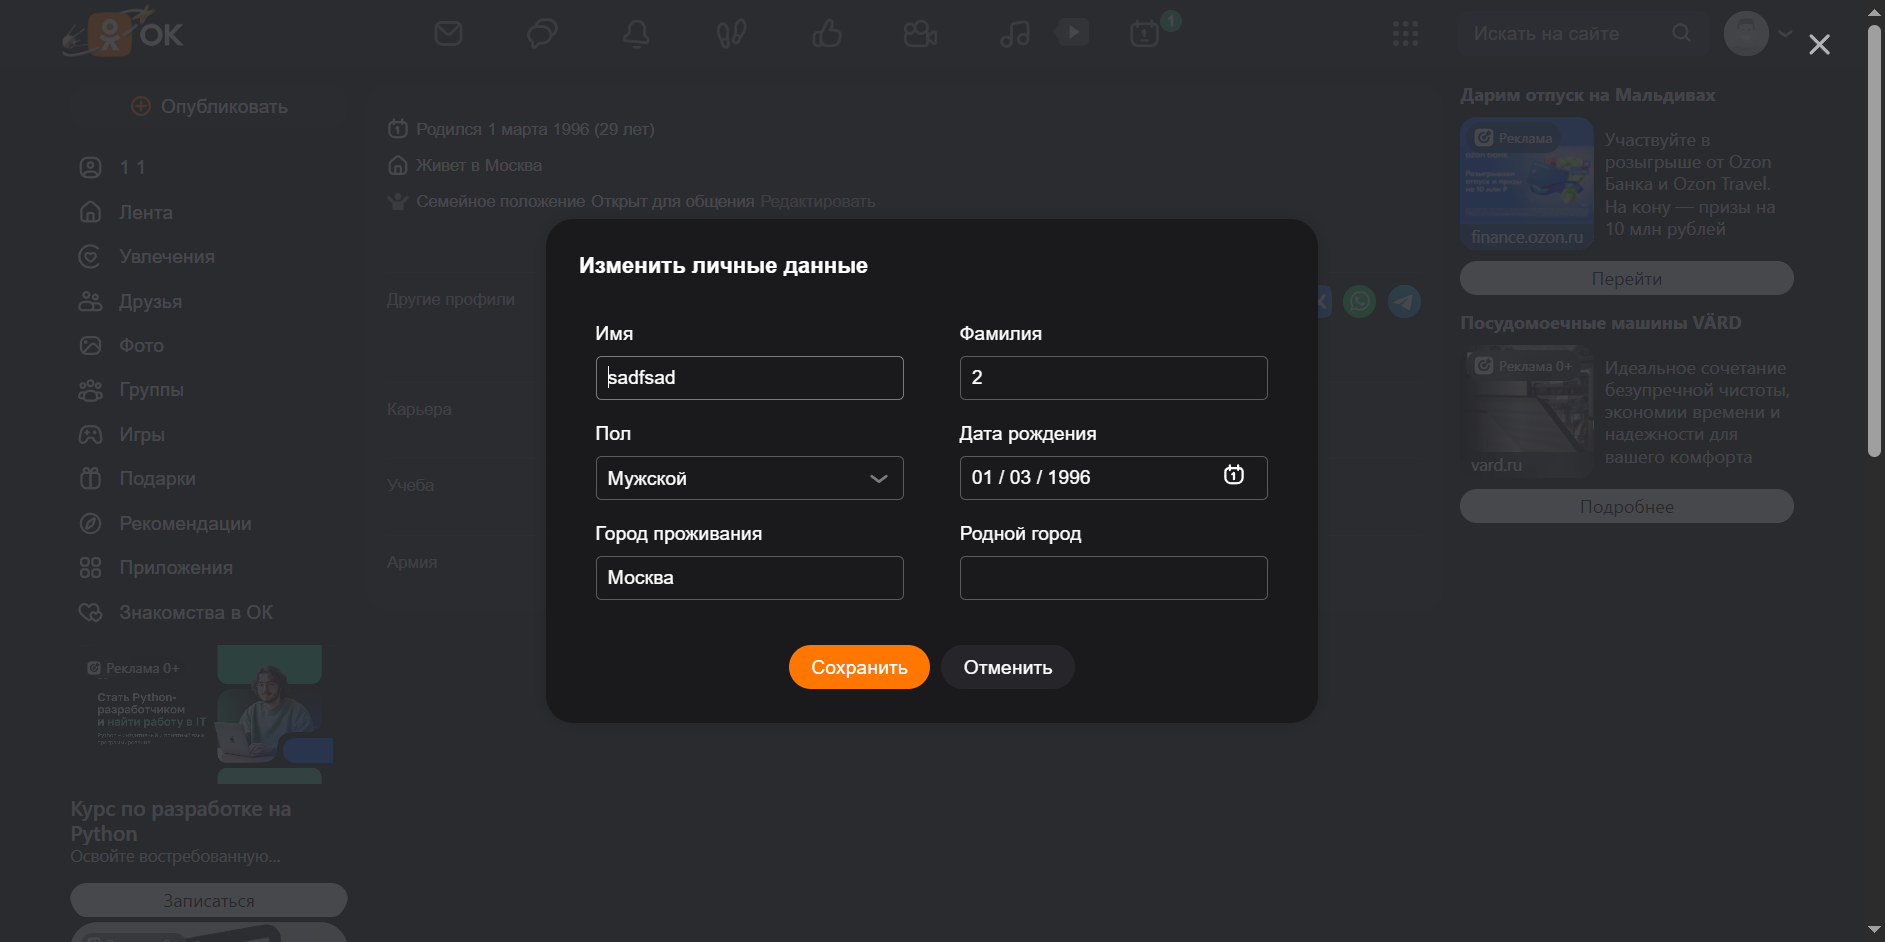 ОК
1
1
Искать на сайте
Опубликовать
1 1
Лента
Увлечения
Друзья
Фото
Группы
Игры
Подарки
Рекомендации
Приложения
Знакомства в ОК
Реклама 0+
Стать Python-
разработчиком
и найти работу в IT
Курс по разработке на
Python
Освойте востребованную...
Записаться
Родился 1 марта 1996 (29 лет)
Живет в Москва
Семейное положение Открыт для общения Редактировать
Другие профили
Карьера
Учеба
Армия
Изменить личные данные
Имя
Фамилия
sadfsad
2
Пол
Дата рождения
Мужской
01 / 03 / 1996
Город проживания
Родной город
Москва
Сохранить
Отменить
Дарим отпуск на Мальдивах
Реклама
finance.ozon.ru
Участвуйте в
розыгрыше от Ozon
Банка и Ozon Travel.
На кону — призы на
10 млн рублей
Перейти
Посудомоечные машины VÄRD
Реклама 0+
vard.ru
Идеальное сочетание
безупречной чистоты,
экономии времени и
надежности для
вашего комфорта
Подробнее